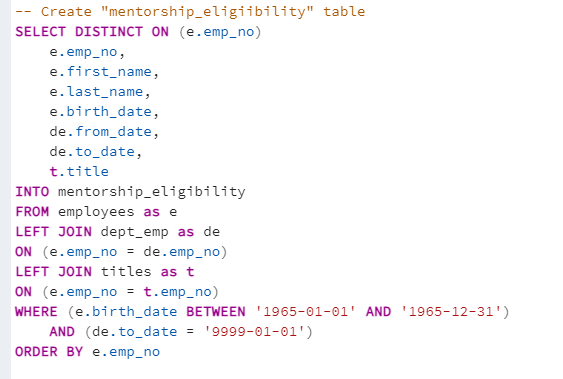 -- Create "mentorship_eligiibility" table
SELECT DISTINCT ON (e.emp_no)
    e.emp_no,
    e.first_name,
    e.last_name,
    e.birth_date,
    de.from_date,
    de.to_date,
    t.title
INTO mentorship_eligibility
FROM employees as e
LEFT JOIN dept_emp as de
ON (e.emp_no = de.emp_no)
LEFT JOIN titles as t
ON (e.emp_no = t.emp_no)
WHERE (e.birth_date BETWEEN '1965-01-01' AND '1965-12-31')
    AND (de.to_date = '9999-01-01')
ORDER BY e.emp_no